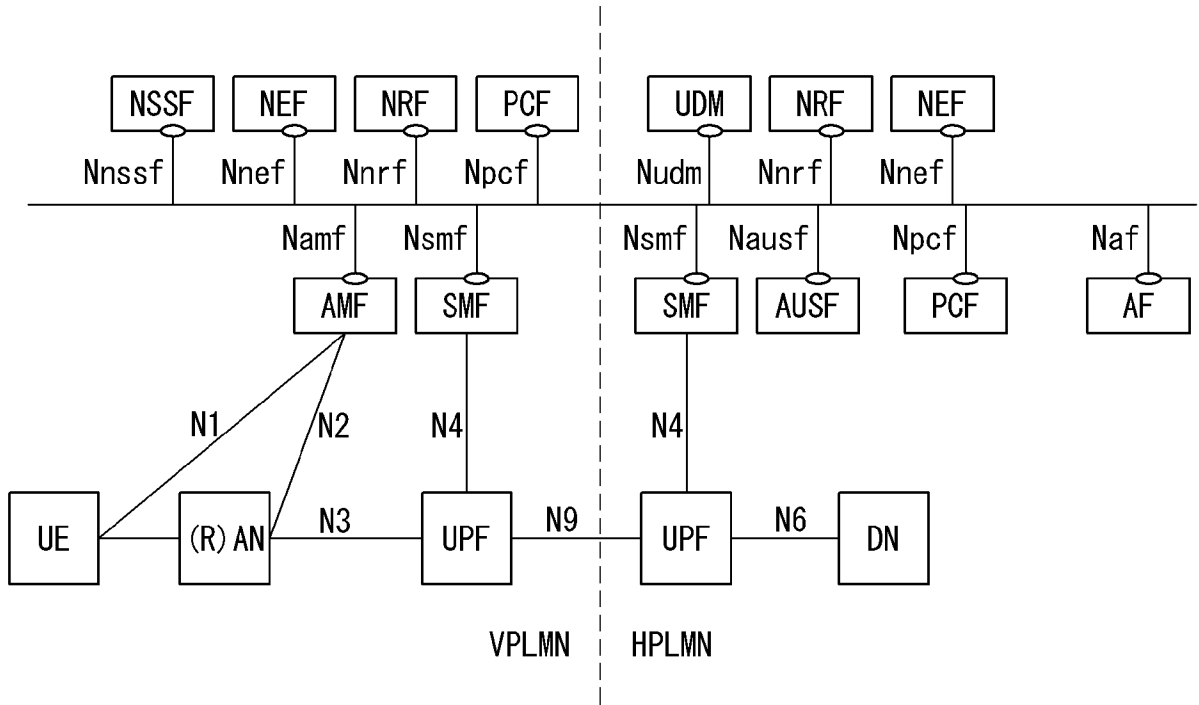 NSSF NEF NRF PCF UDM NRF NEF
Nnssf Nnef Nnrf Npcf Nudm Nnrf Nnef
Namf Nsmf Nsmf Nausf Npcf Naf
AMF SMF SMF AUSF PCF AF
N1 N2 N4 N4
UE (R)AN N3 UPF N9 UPF N6 DN
VPLMN HPLMN